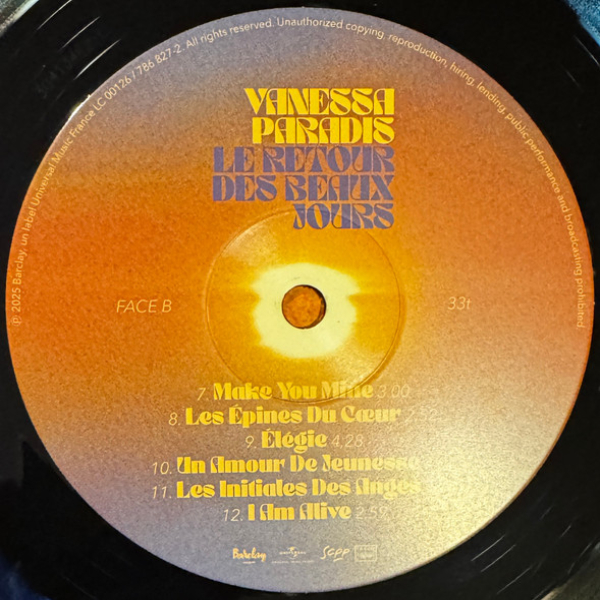 ℗ 2025 Barclay, un label Universal Music France LC 00126 / 786 827-2. All rights reserved. Unauthorized copying, reproduction, hiring, lending, public performance and broadcasting prohibited
VANESSA
PARADIS
LE RETOUR
DES BEAUX
JOURS
FACE B
33t
7. Make You Mine 3:00
8. Les Épines Du Cœur
9. Élégie 4:28
10. Un Amour De Jeunesse
11. Les Initiales Des Anges
12. I Am Alive 2:59
Barclay